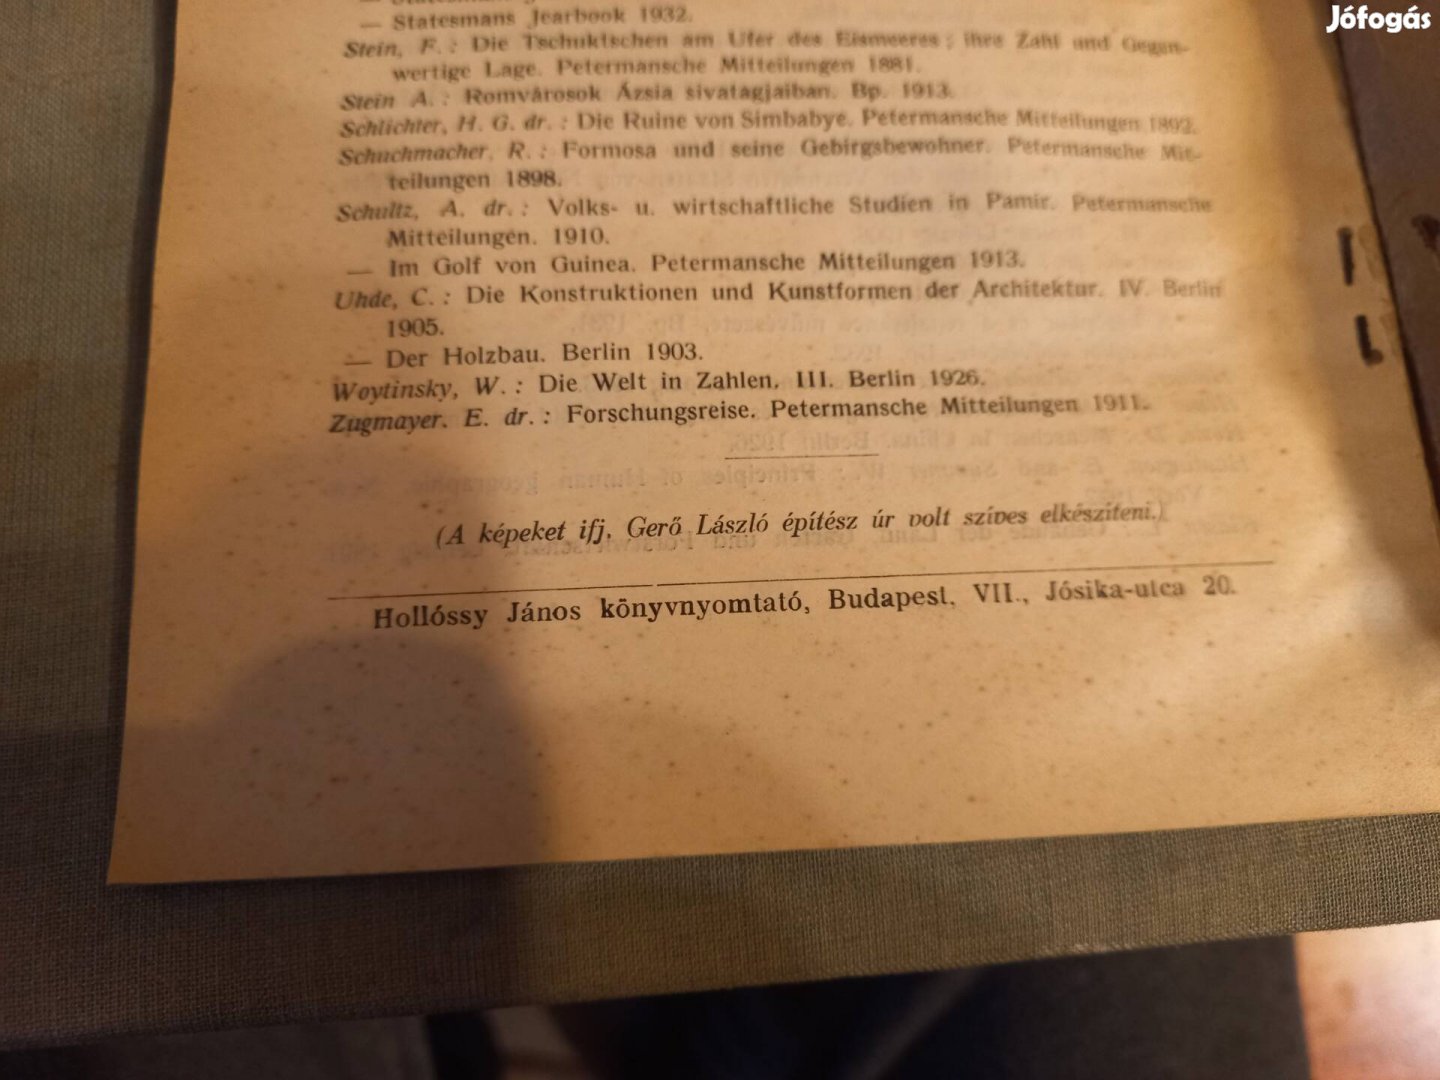 Jófogás
— Statesmans Jearbook 1932.
Stein, F. : Die Tschuktschen am Ufer des Eismeeres ; ihre Zahl und Gegen-
wertige Lage. Petermansche Mitteilungen 1881.
Stein A. : Romvárosok Ázsia sivatagjaiban. Bp. 1913.
Schlichter, H. G. dr. : Die Ruine von Simbabye. Petermansche Mitteilungen 1892.
Schuchmacher, R. : Formosa und seine Gebirgsbewohner. Petermansche Mit-
teilungen 1898.
Schultz, A. dr. : Volks- u. wirtschaftliche Studien in Pamir. Petermansche
Mitteilungen. 1910.
— Im Golf von Guinea. Petermansche Mitteilungen 1913.
Uhde, C. : Die Konstruktionen und Kunstformen der Architektur. IV. Berlin
1905.
— Der Holzbau. Berlin 1903.
Woytinsky, W. : Die Welt in Zahlen. III. Berlin 1926.
Zugmayer. E. dr. : Forschungsreise. Petermansche Mitteilungen 1911.
(A képeket ifj. Gerő László építész úr volt szíves elkészíteni.)
Hollóssy János könyvnyomtató, Budapest, VII., Jósika-utca 20.